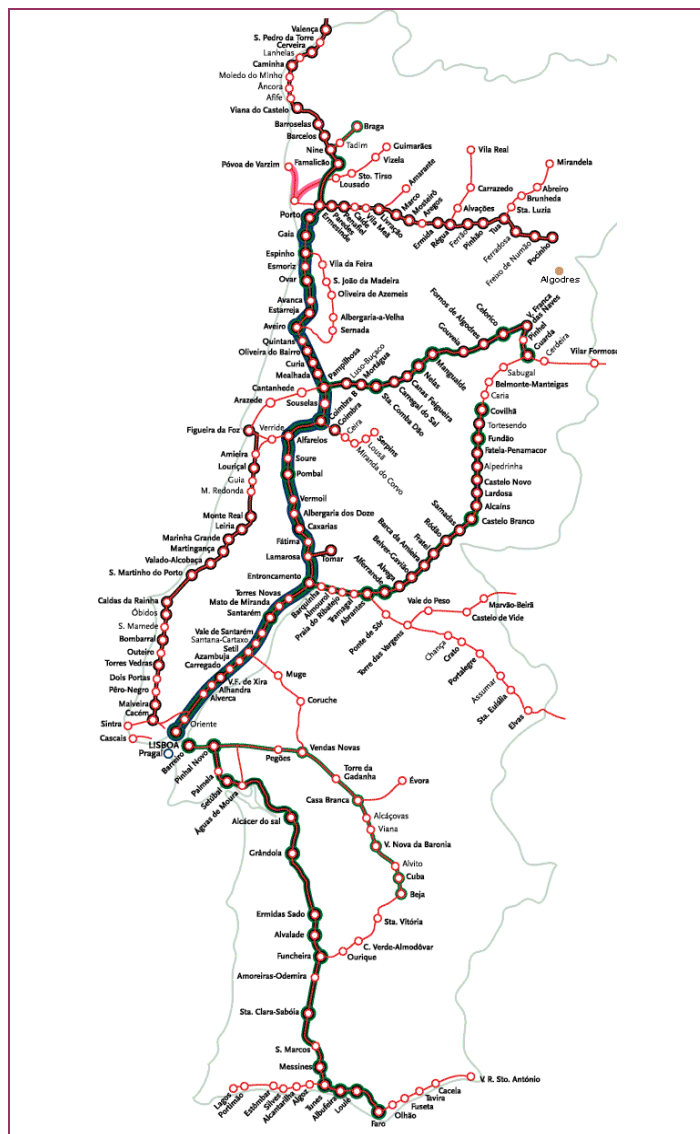 Valença
S. Pedro da Torre
Cerveira
Lanhelas
Caminha
Moledo do Minho
Âncora
Afife
Viana do Castelo
Barroselas
Barcelos
Nine
Famalicão
Braga
Tadim
Guimarães
Vizela
Sto. Tirso
Lousado
Póvoa de Varzim
Porto
Gaia
Ermesinde
Paredes
Penafiel
Caíde
Vila Meã
Livração
Amarante
Marco
Mosteirô
Aregos
Ermida
Régua
Vila Real
Carrazedo
Alvações
Ferrão
Pinhão
Tua
Mirandela
Abreiro
Brunheda
Sta. Luzia
Ferradosa
Freixo de Numão
Pocinho
Algodres
Espinho
Esmoriz
Ovar
Avanca
Estarreja
Aveiro
Vila da Feira
S. João da Madeira
Oliveira de Azemeis
Albergaria-a-Velha
Sernada
Quintans
Oliveira do Bairro
Curia
Mealhada
Pampilhosa
Luso-Buçaco
Mortágua
Sta. Comba Dão
Carregal do Sal
Canas Felgueira
Nelas
Mangualde
Gouveia
Fornos de Algodres
Celorico
V. Franca
das Naves
Pinhel
Guarda
Cerdeira
Vilar Formoso
Sabugal
Belmonte-Manteigas
Caria
Covilhã
Tortesendo
Fundão
Fatela-Penamacor
Alpedrinha
Castelo Novo
Lardosa
Alcains
Castelo Branco
Sarnadas
Ródão
Fratel
Barca da Amieira
Belver-Gavião
Alvega
Alferrarede
Abrantes
Tramagal
Praia do Ribatejo
Almourol
Barquinha
Cantanhede
Arazede
Souselas
Coimbra B
Coimbra
Ceira
Lousã
Serpins
Miranda do Corvo
Figueira da Foz
Verride
Alfarelos
Amieira
Louriçal
Guia
M. Redonda
Monte Real
Leiria
Marinha Grande
Martingança
Valado-Alcobaça
S. Martinho do Porto
Caldas da Rainha
Óbidos
S. Mamede
Bombarral
Outeiro
Torres Vedras
Dois Portas
Pêro-Negro
Malveira
Cacém
Sintra
Cascais
Soure
Pombal
Vermoil
Albergaria dos Doze
Caxarias
Fátima
Lamarosa
Tomar
Entroncamento
Torres Novas
Mato de Miranda
Santarém
Vale de Santarém
Santana-Cartaxo
Setil
Azambuja
Carregado
V.F. de Xira
Alhandra
Alverca
Oriente
LISBOA
Pragal
Ponte de Sôr
Torre das Vargens
Vale do Peso
Marvão-Beirã
Castelo de Vide
Chança
Crato
Portalegre
Assumar
Sta. Eulália
Elvas
Muge
Coruche
Barreiro
Pinhal Novo
Palmela
Setúbal
Águas de Moura
Pegões
Vendas Novas
Torre da
Gadanha
Casa Branca
Évora
Alcáçovas
Viana
V. Nova da Baronia
Alvito
Cuba
Beja
Sta. Vitória
C. Verde-Almodôvar
Ourique
Alcácer do sal
Grândola
Ermidas Sado
Alvalade
Funcheira
Amoreiras-Odemira
Sta. Clara-Sabóia
S. Marcos
Messines
Lagos
Portimão
Estômbar
Silves
Alcantarilha
Algoz
Tunes
Albufeira
Loulé
Faro
Olhão
Fuseta
Tavira
Cacela
V. R. Sto. António